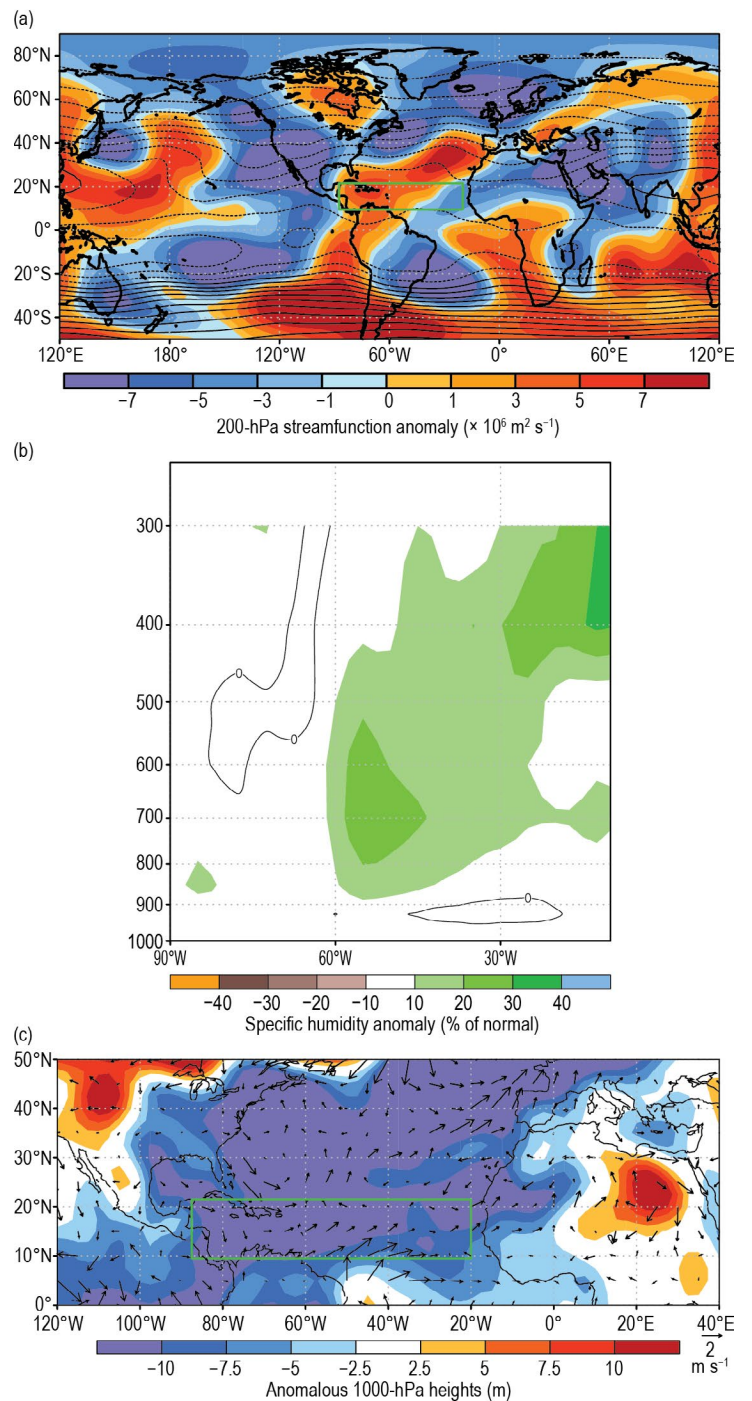 (a)
80°N
60°N
40°N
20°N
0°
20°S
40°S
120°E 180° 120°W 60°W 0° 60°E 120°E
−7 −5 −3 −1 0 1 3 5 7
200-hPa streamfunction anomaly (× 10⁶ m² s⁻¹)
(b)
300
400
500
600
700
800
900
1000
0
0
0
90°W 60°W 30°W
−40 −30 −20 −10 10 20 30 40
Specific humidity anomaly (% of normal)
(c)
50°N
40°N
30°N
20°N
10°N
0°
120°W 100°W 80°W 60°W 40°W 20°W 0° 20°E 40°E
−10 −7.5 −5 −2.5 2.5 5 7.5 10
2
m s⁻¹
Anomalous 1000-hPa heights (m)